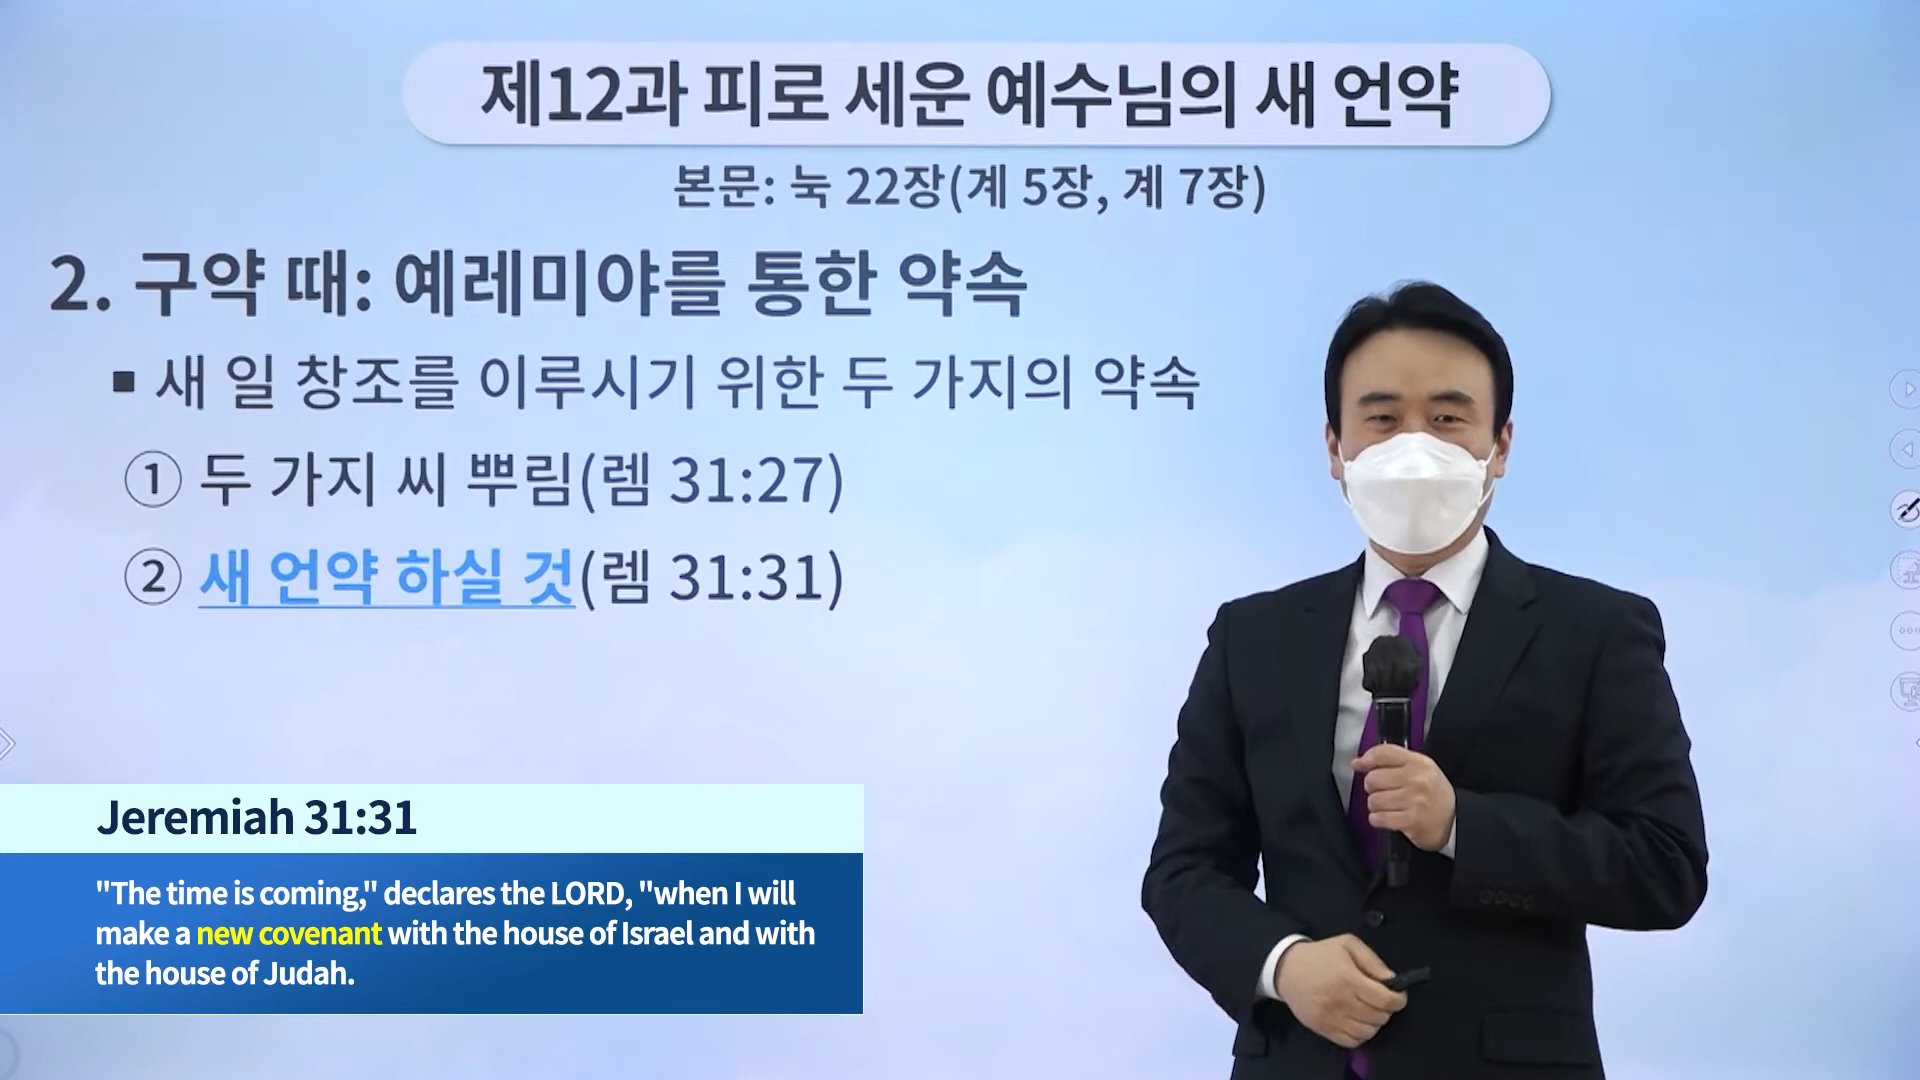 제12과 피로 세운 예수님의 새 언약
본문: 눅 22장(계 5장, 계 7장)
2. 구약 때: 예레미야를 통한 약속
▪ 새 일 창조를 이루시기 위한 두 가지의 약속
① 두 가지 씨 뿌림(렘 31:27)
② 새 언약 하실 것(렘 31:31)
Jeremiah 31:31
"The time is coming," declares the LORD, "when I will
make a new covenant with the house of Israel and with
the house of Judah.